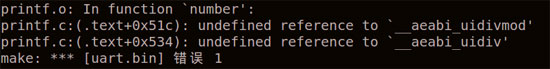 printf.o: In function `number':
printf.c:(.text+0x51c): undefined reference to `__aeabi_uidivmod'
printf.c:(.text+0x534): undefined reference to `__aeabi_uidiv'
make: *** [uart.bin] 错误 1